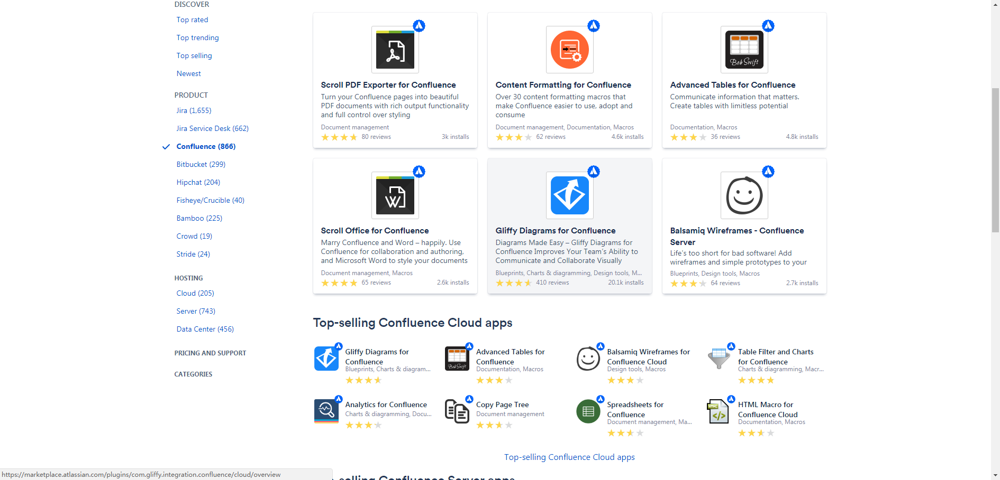 DISCOVER
Top rated
Top trending
Top selling
Newest
PRODUCT
Jira (1,655)
Jira Service Desk (662)
Confluence (866)
Bitbucket (299)
Hipchat (204)
Fisheye/Crucible (40)
Bamboo (225)
Crowd (19)
Stride (24)
HOSTING
Cloud (205)
Server (743)
Data Center (456)
PRICING AND SUPPORT
CATEGORIES
Scroll PDF Exporter for Confluence
Turn your Confluence pages into beautiful
PDF documents with rich output functionality
and full control over styling
Document management
80 reviews
3k installs
Content Formatting for Confluence
Over 30 content formatting macros that
make Confluence easier to use, adopt and
consume
Document management, Documentation, Macros
62 reviews
4.6k installs
Bob Swift
Advanced Tables for Confluence
Communicate information that matters.
Create tables with limitless potential
Documentation, Macros
36 reviews
4.8k installs
W
Scroll Office for Confluence
Marry Confluence and Word – happily. Use
Confluence for collaboration and authoring,
and Microsoft Word to style your documents
Document management, Macros
65 reviews
2.6k installs
Gliffy Diagrams for Confluence
Diagrams Made Easy – Gliffy Diagrams for
Confluence Improves Your Team's Ability to
Communicate and Collaborate Visually
Blueprints, Charts & diagramming, Design tools, M...
410 reviews
20.1k installs
Balsamiq Wireframes - Confluence
Server
Life's too short for bad software! Add
wireframes and simple prototypes to your
Blueprints, Design tools, Macros
64 reviews
2.7k installs
Top-selling Confluence Cloud apps
Gliffy Diagrams for
Confluence
Blueprints, Charts & diagram...
Bob Swift
Advanced Tables for
Confluence
Documentation, Macros
Balsamiq Wireframes for
Confluence Cloud
Design tools, Macros
Table Filter and Charts
for Confluence
Charts & diagramming, Macr...
Analytics for Confluence
Charts & diagramming, Docu...
Copy Page Tree
Document management
Spreadsheets for
Confluence
Document management, Ma...
HTML
</>
HTML Macro for
Confluence Cloud
Documentation, Macros
Top-selling Confluence Cloud apps
https://marketplace.atlassian.com/plugins/com.gliffy.integration.confluence/cloud/overview
-selling Confluence Server apps